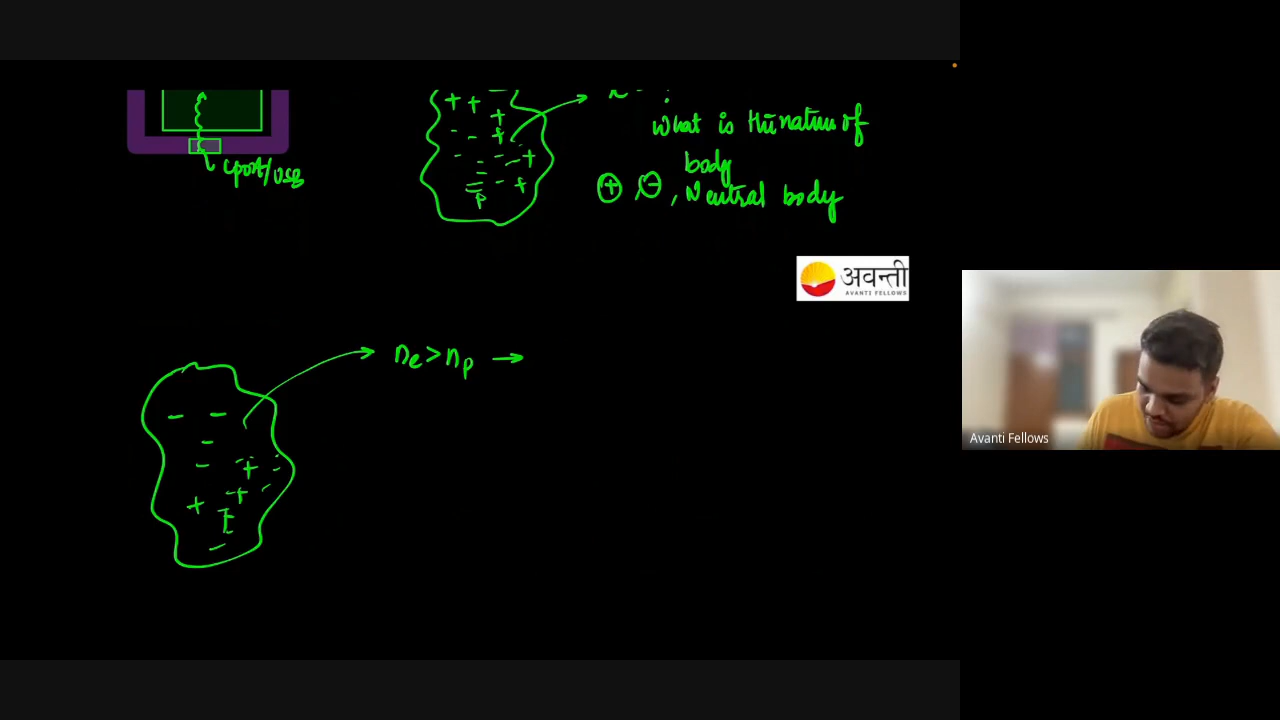 What is the nature of
body
⊕, ⊖, Neutral body
C port/USB
अवन्ती
AVANTI FELLOWS
ne>np →
Avanti Fellows